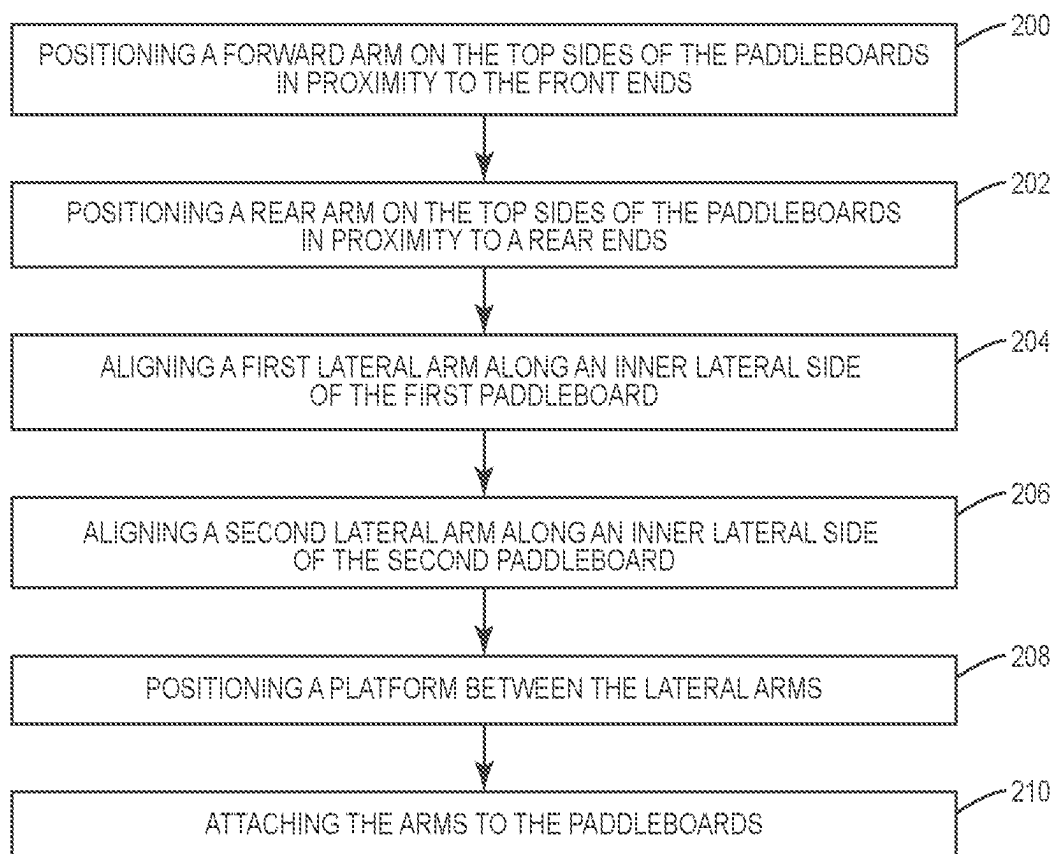 POSITIONING A FORWARD ARM ON THE TOP SIDES OF THE PADDLEBOARDS
IN PROXIMITY TO THE FRONT ENDS
200
POSITIONING A REAR ARM ON THE TOP SIDES OF THE PADDLEBOARDS
IN PROXIMITY TO A REAR ENDS
202
ALIGNING A FIRST LATERAL ARM ALONG AN INNER LATERAL SIDE
OF THE FIRST PADDLEBOARD
204
ALIGNING A SECOND LATERAL ARM ALONG AN INNER LATERAL SIDE
OF THE SECOND PADDLEBOARD
206
POSITIONING A PLATFORM BETWEEN THE LATERAL ARMS
208
ATTACHING THE ARMS TO THE PADDLEBOARDS
210